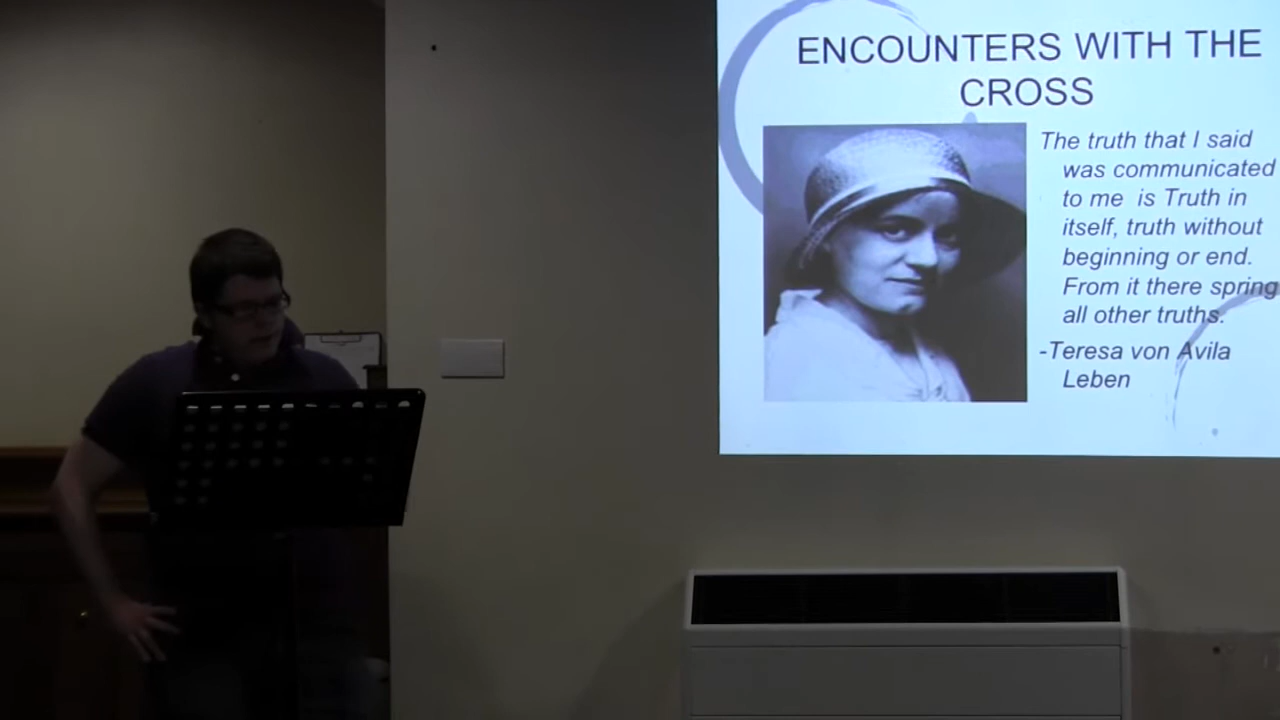 ENCOUNTERS WITH THE
CROSS
The truth that I said
was communicated
to me is Truth in
itself, truth without
beginning or end.
From it there spring
all other truths.
-Teresa von Avila
Leben